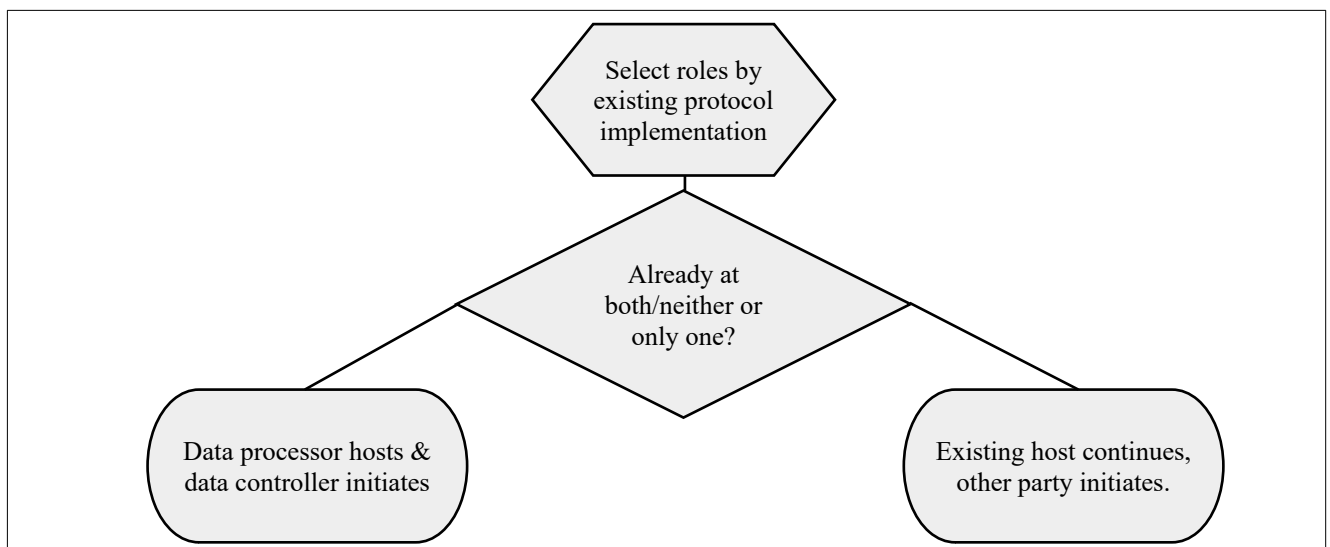 Select roles by
existing protocol
implementation
Already at
both/neither or
only one?
Data processor hosts &
data controller initiates
Existing host continues,
other party initiates.